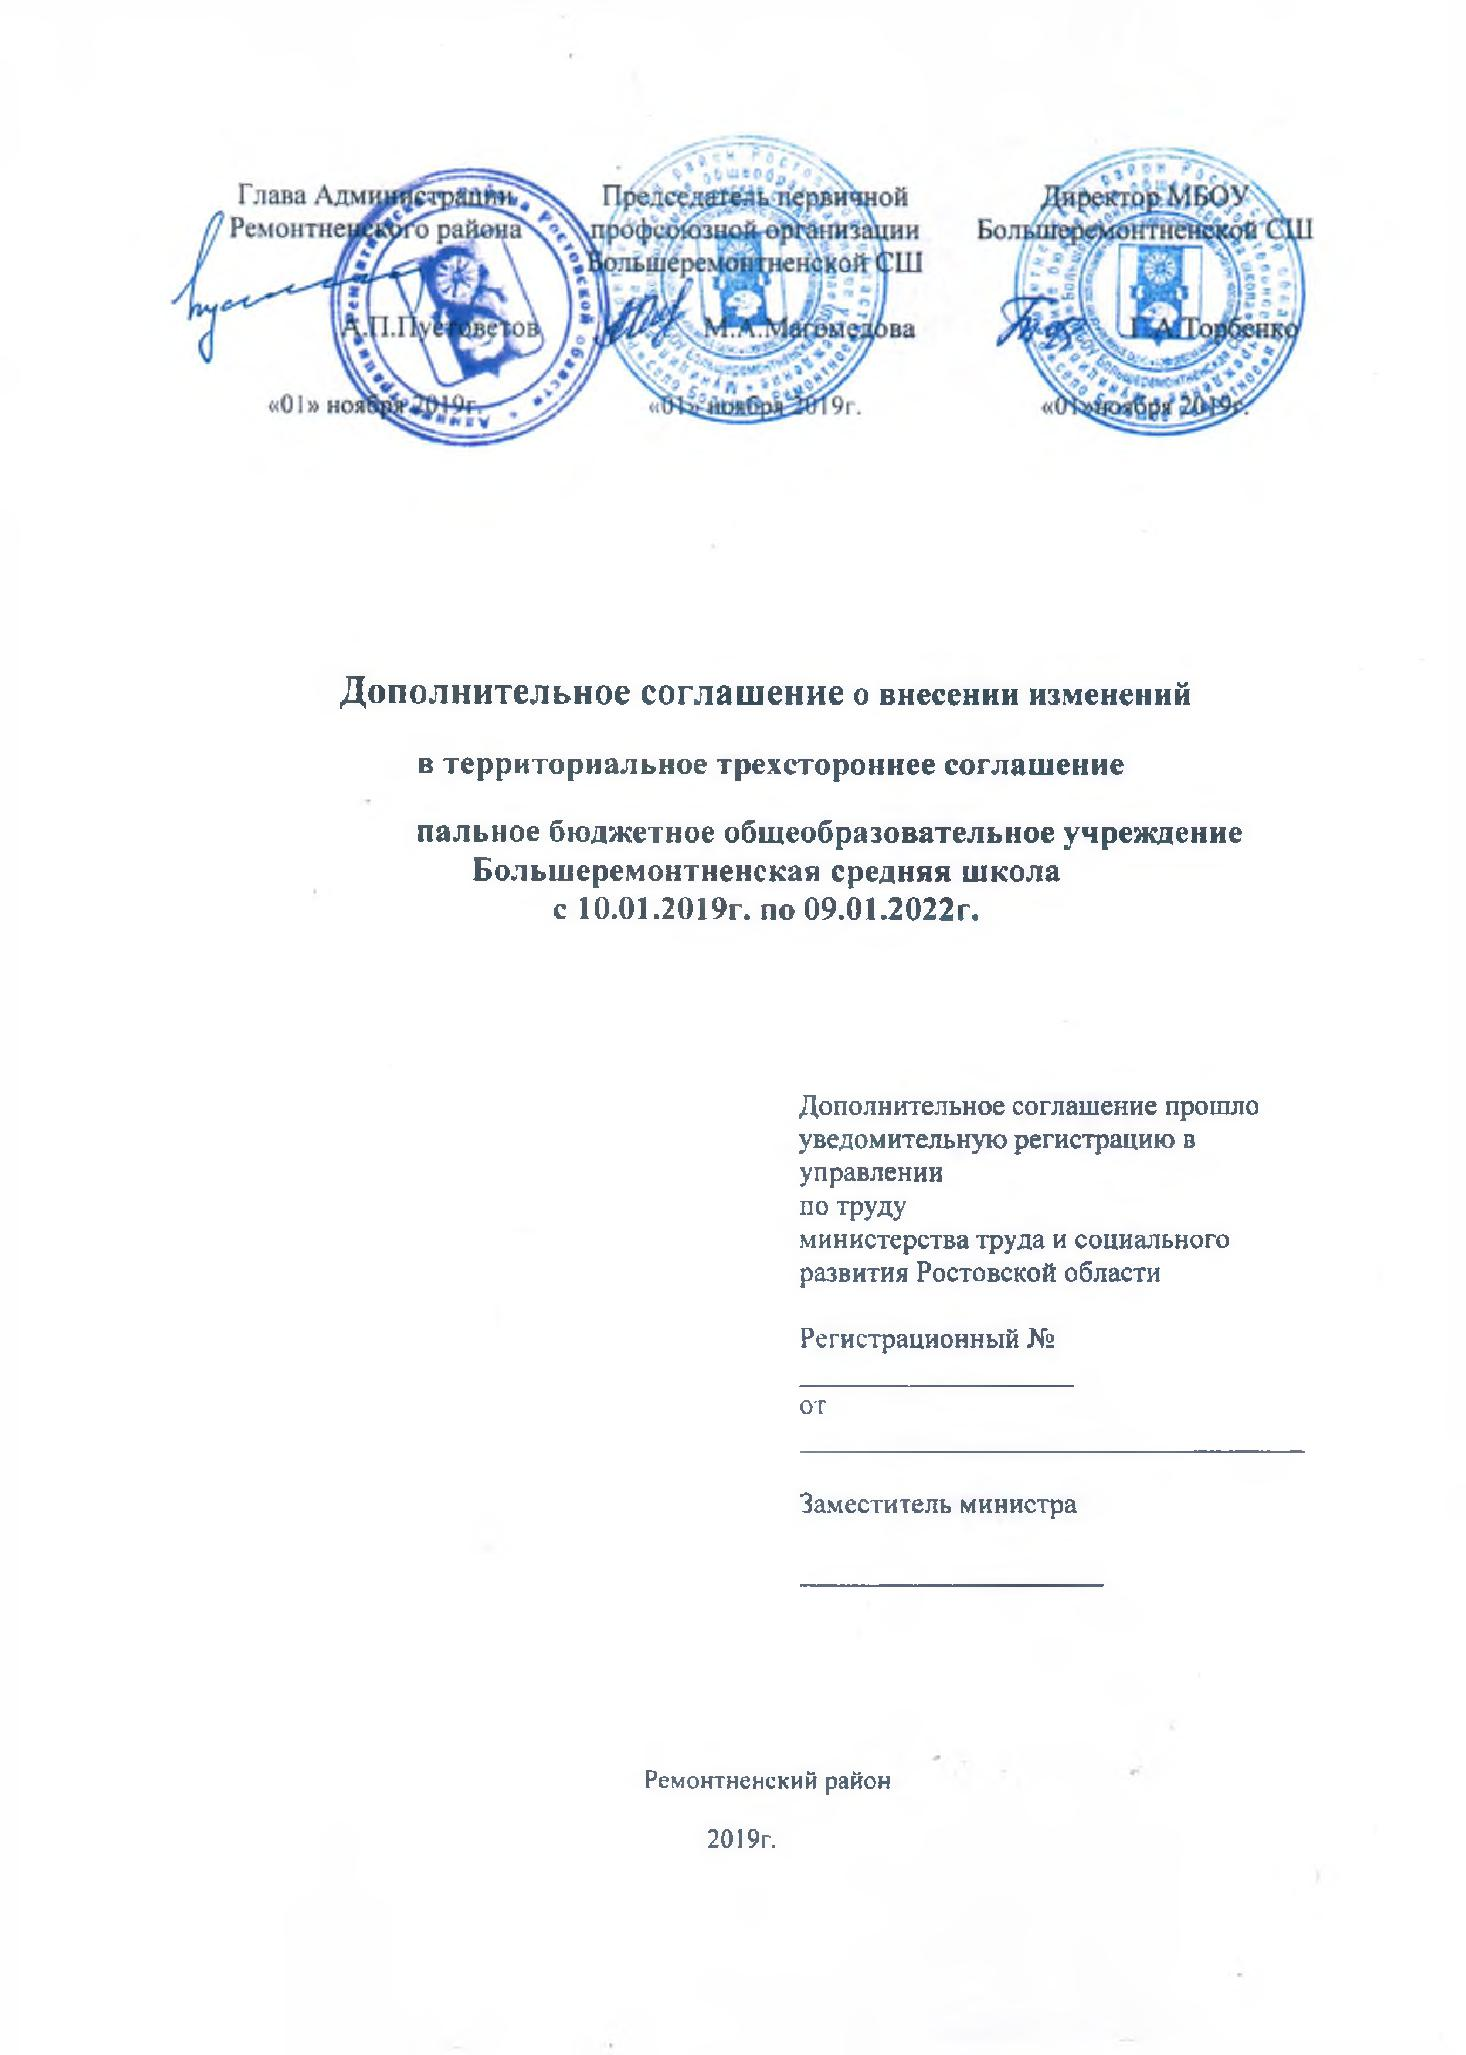 Глава Администрации
Ремонтненского района
А.П.Пустоветов
«01» ноября 2019г.
Председатель первичной
профсоюзной организации
Большеремонтненской СШ
М.А.Магомедова
«01» ноября 2019г.
Директор МБОУ
Большеремонтненской СШ
Г.А.Торбенко
«01»ноября 2019г.
Дополнительное соглашение о внесении изменений
в территориальное трехстороннее соглашение
пальное бюджетное общеобразовательное учреждение
Большеремонтненская средняя школа
с 10.01.2019г. по 09.01.2022г.
Дополнительное соглашение прошло
уведомительную регистрацию в
управлении
по труду
министерства труда и социального
развития Ростовской области
Регистрационный №
от
Заместитель министра
Ремонтненский район
2019г.